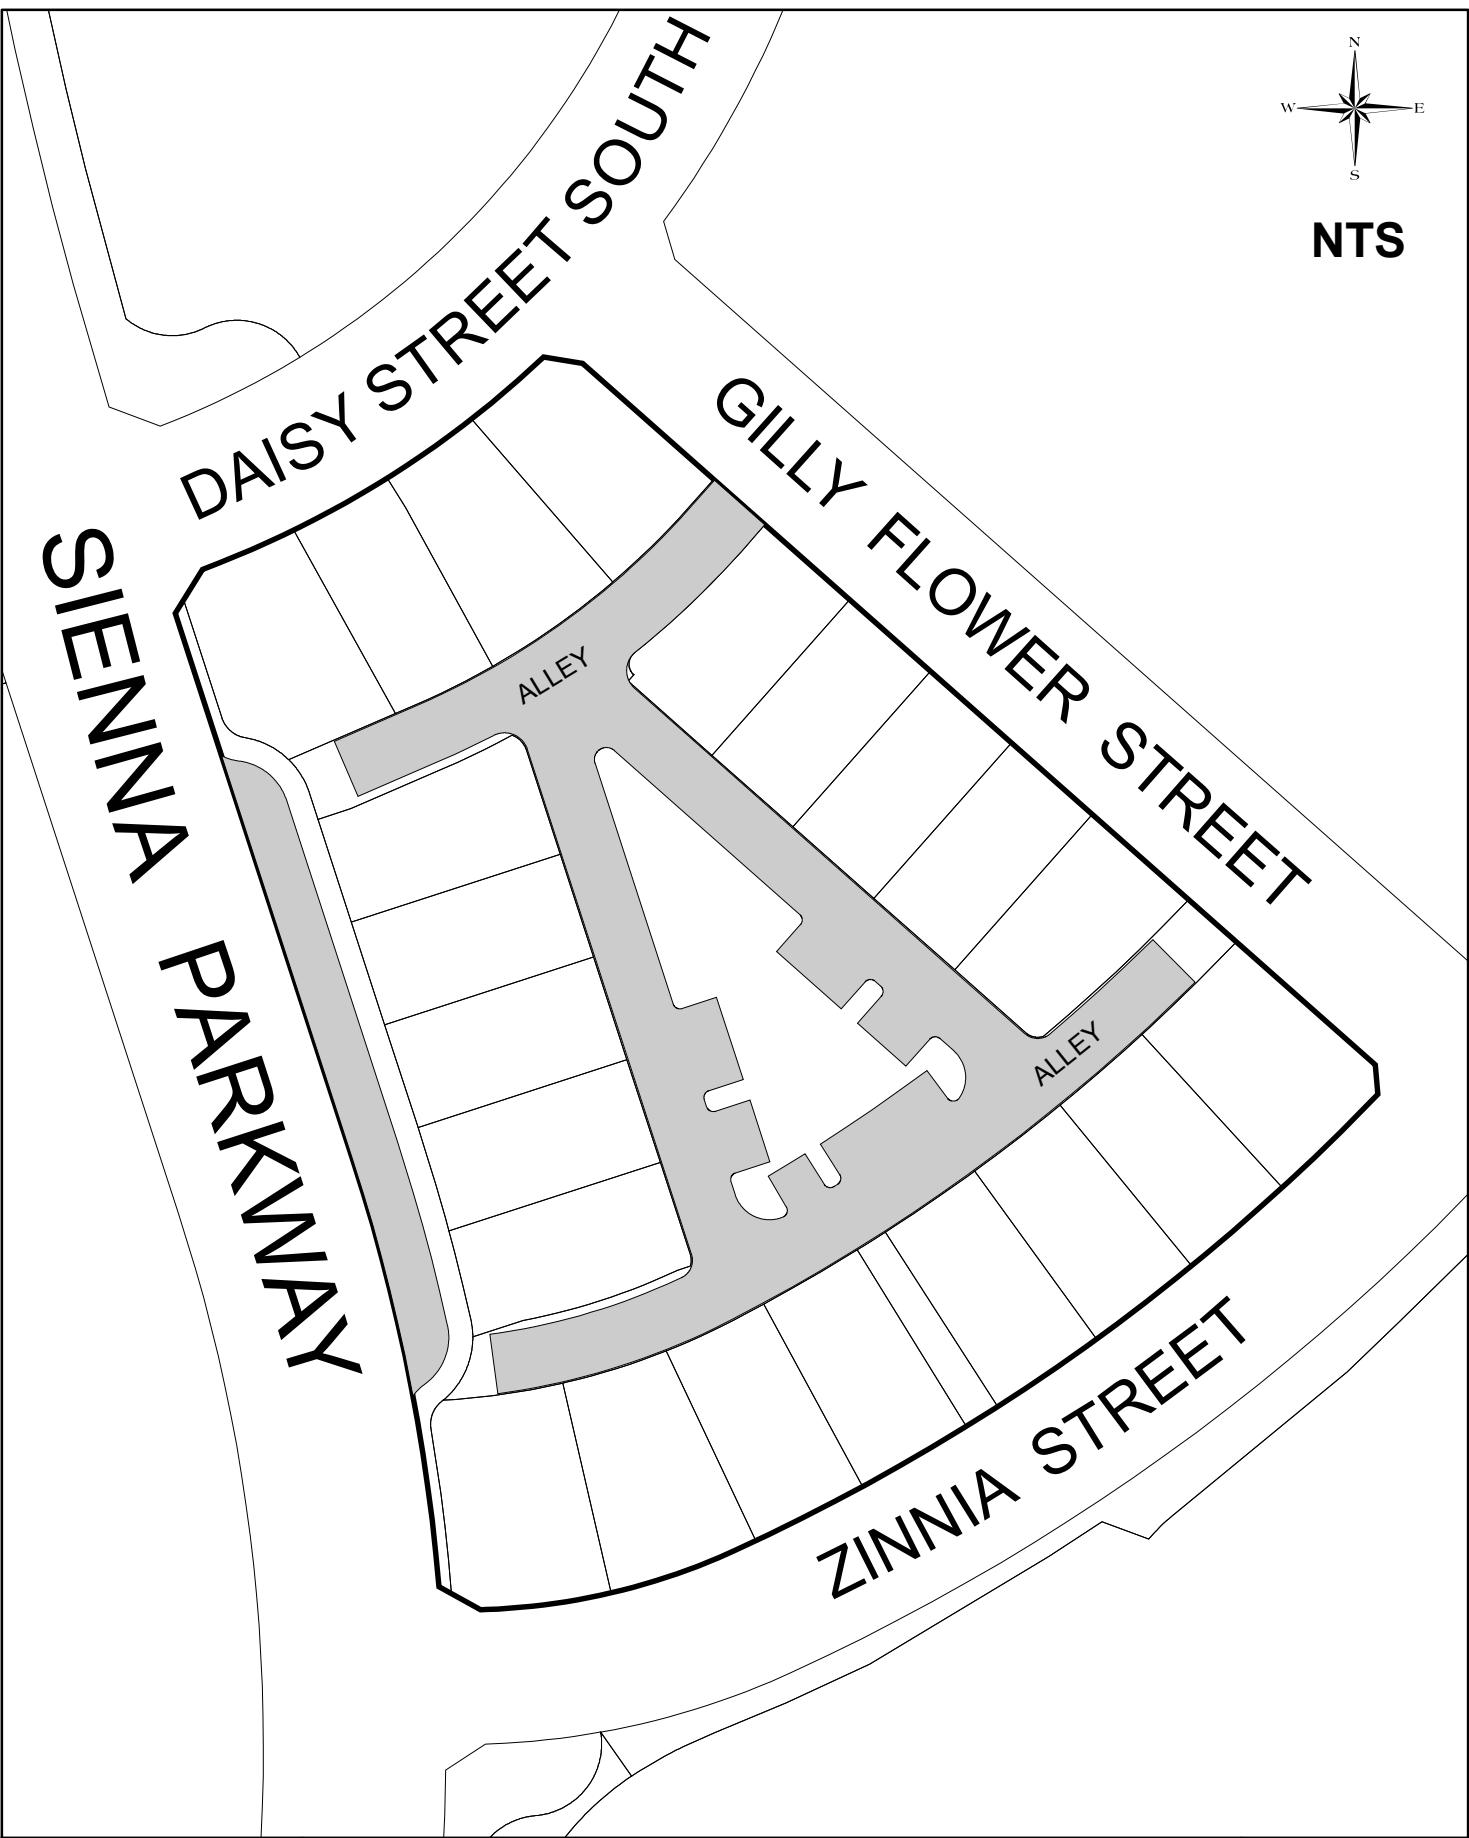 N
W E
S
NTS
DAISY STREET SOUTH
GILLY FLOWER STREET
SIENNA PARKWAY
ALLEY
ALLEY
ZINNIA STREET